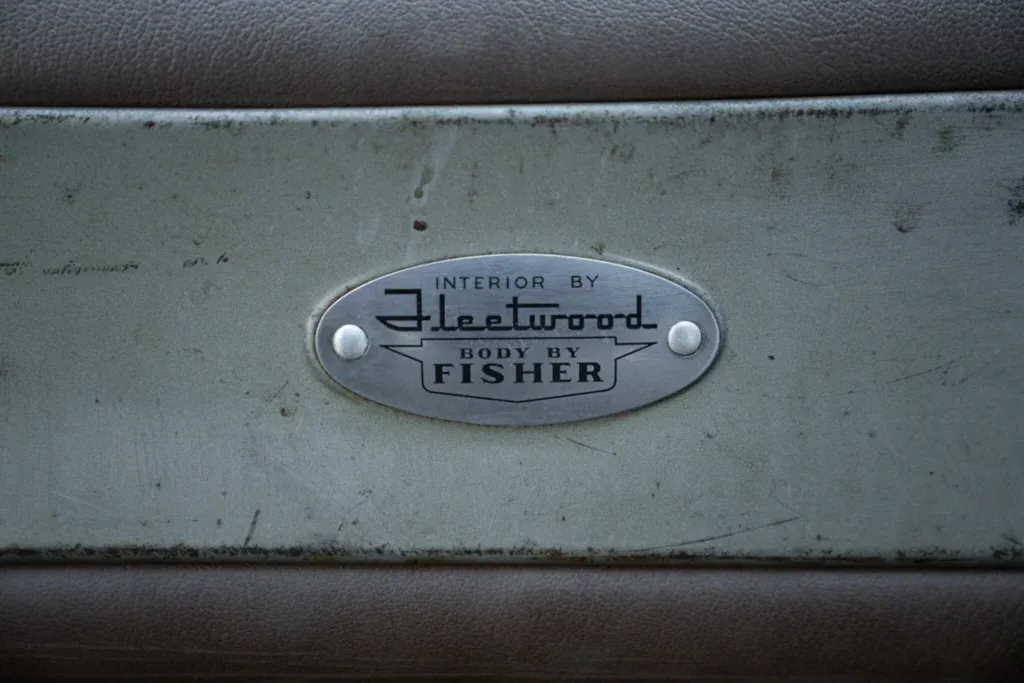 INTERIOR BY
Fleetwood
BODY BY
FISHER